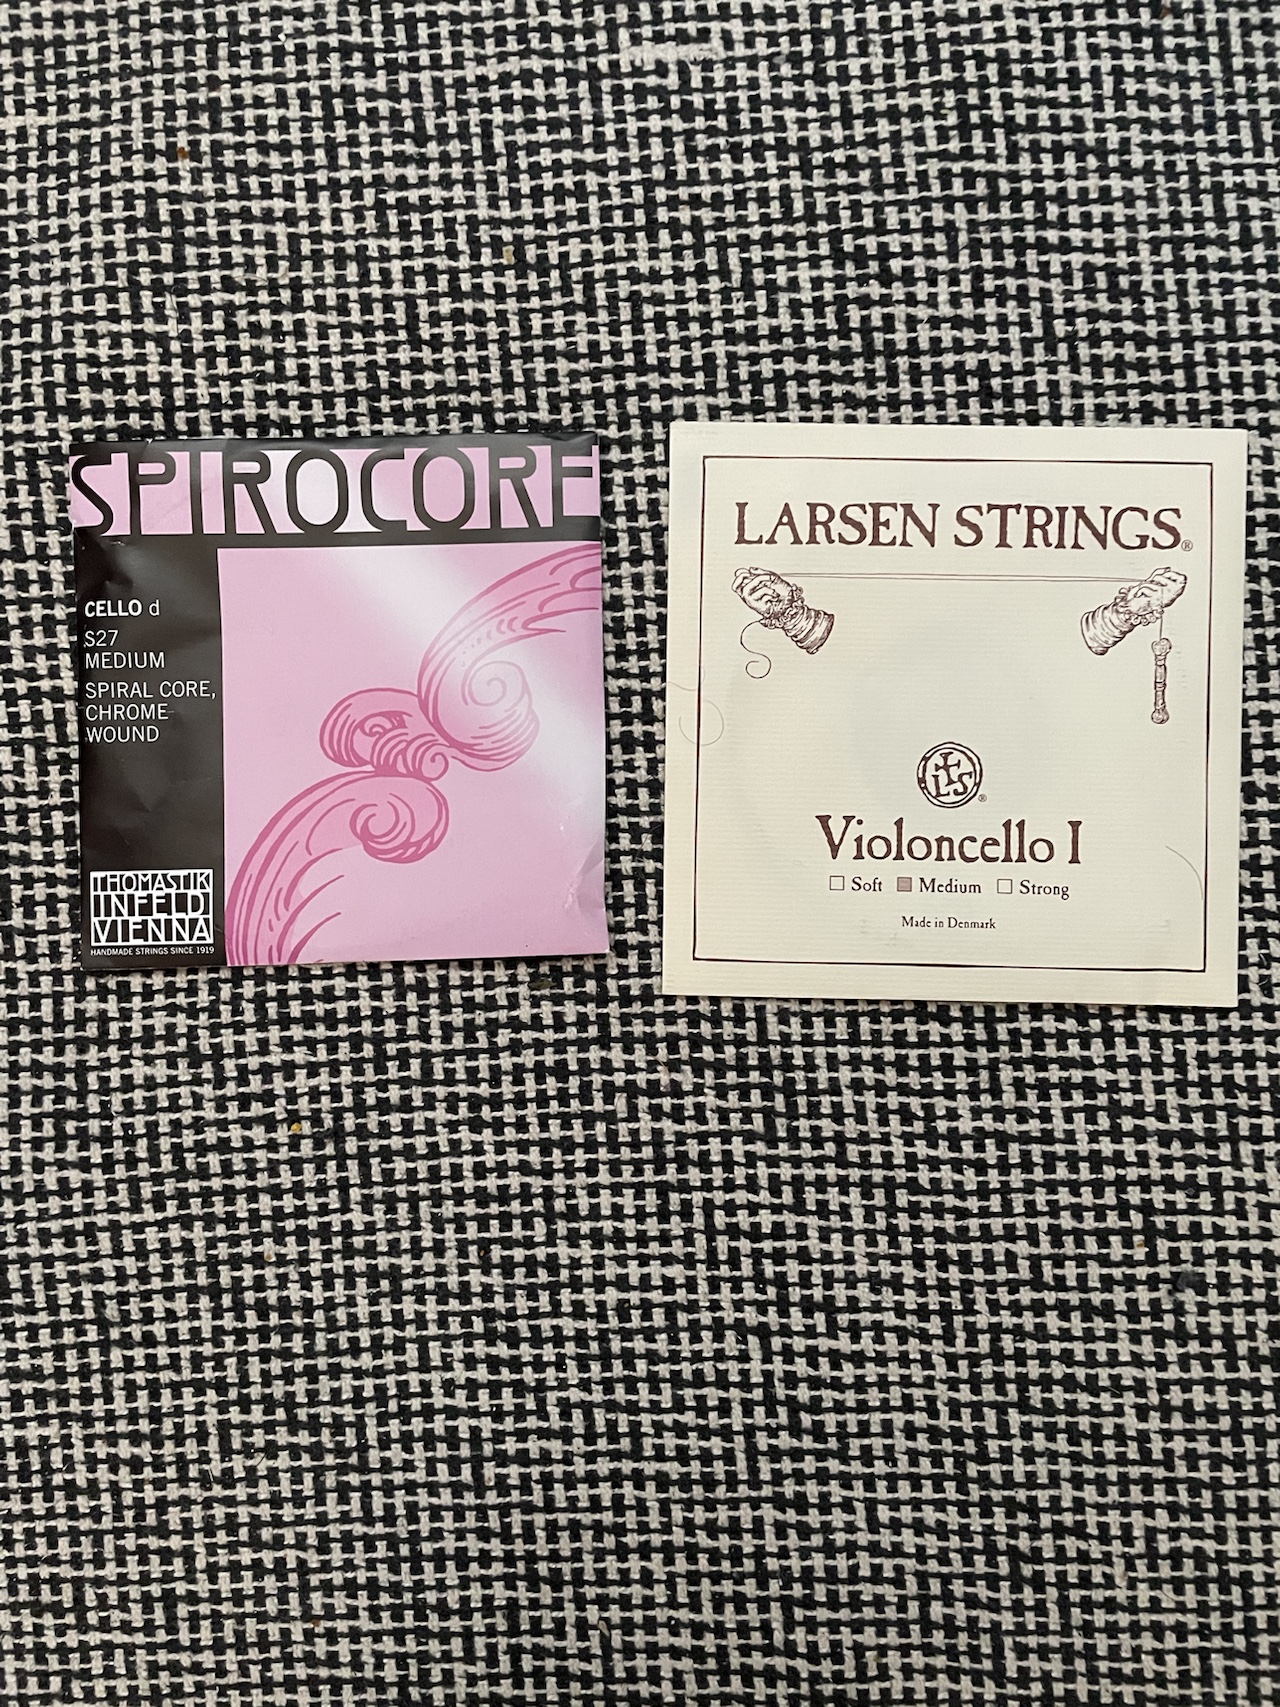 SPIROCORE
CELLO d
S27
MEDIUM
SPIRAL CORE,
CHROME
WOUND
THOMASTIK
INFELD
VIENNA
HANDMADE STRINGS SINCE 1919
LARSEN STRINGS®
LFS®
Violoncello I
☐ Soft ■ Medium ☐ Strong
Made in Denmark